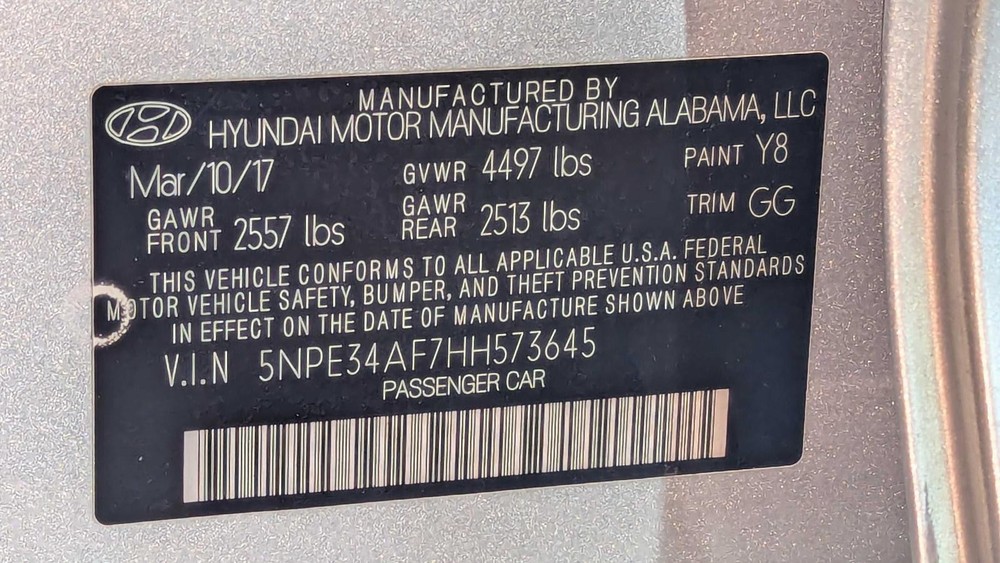 MANUFACTURED BY
HYUNDAI MOTOR MANUFACTURING ALABAMA, LLC
Mar/10/17 GVWR 4497 lbs PAINT Y8
GAWR FRONT 2557 lbs GAWR REAR 2513 lbs TRIM GG
THIS VEHICLE CONFORMS TO ALL APPLICABLE U.S.A. FEDERAL
MOTOR VEHICLE SAFETY, BUMPER, AND THEFT PREVENTION STANDARDS
IN EFFECT ON THE DATE OF MANUFACTURE SHOWN ABOVE
V.I.N 5NPE34AF7HH573645
PASSENGER CAR